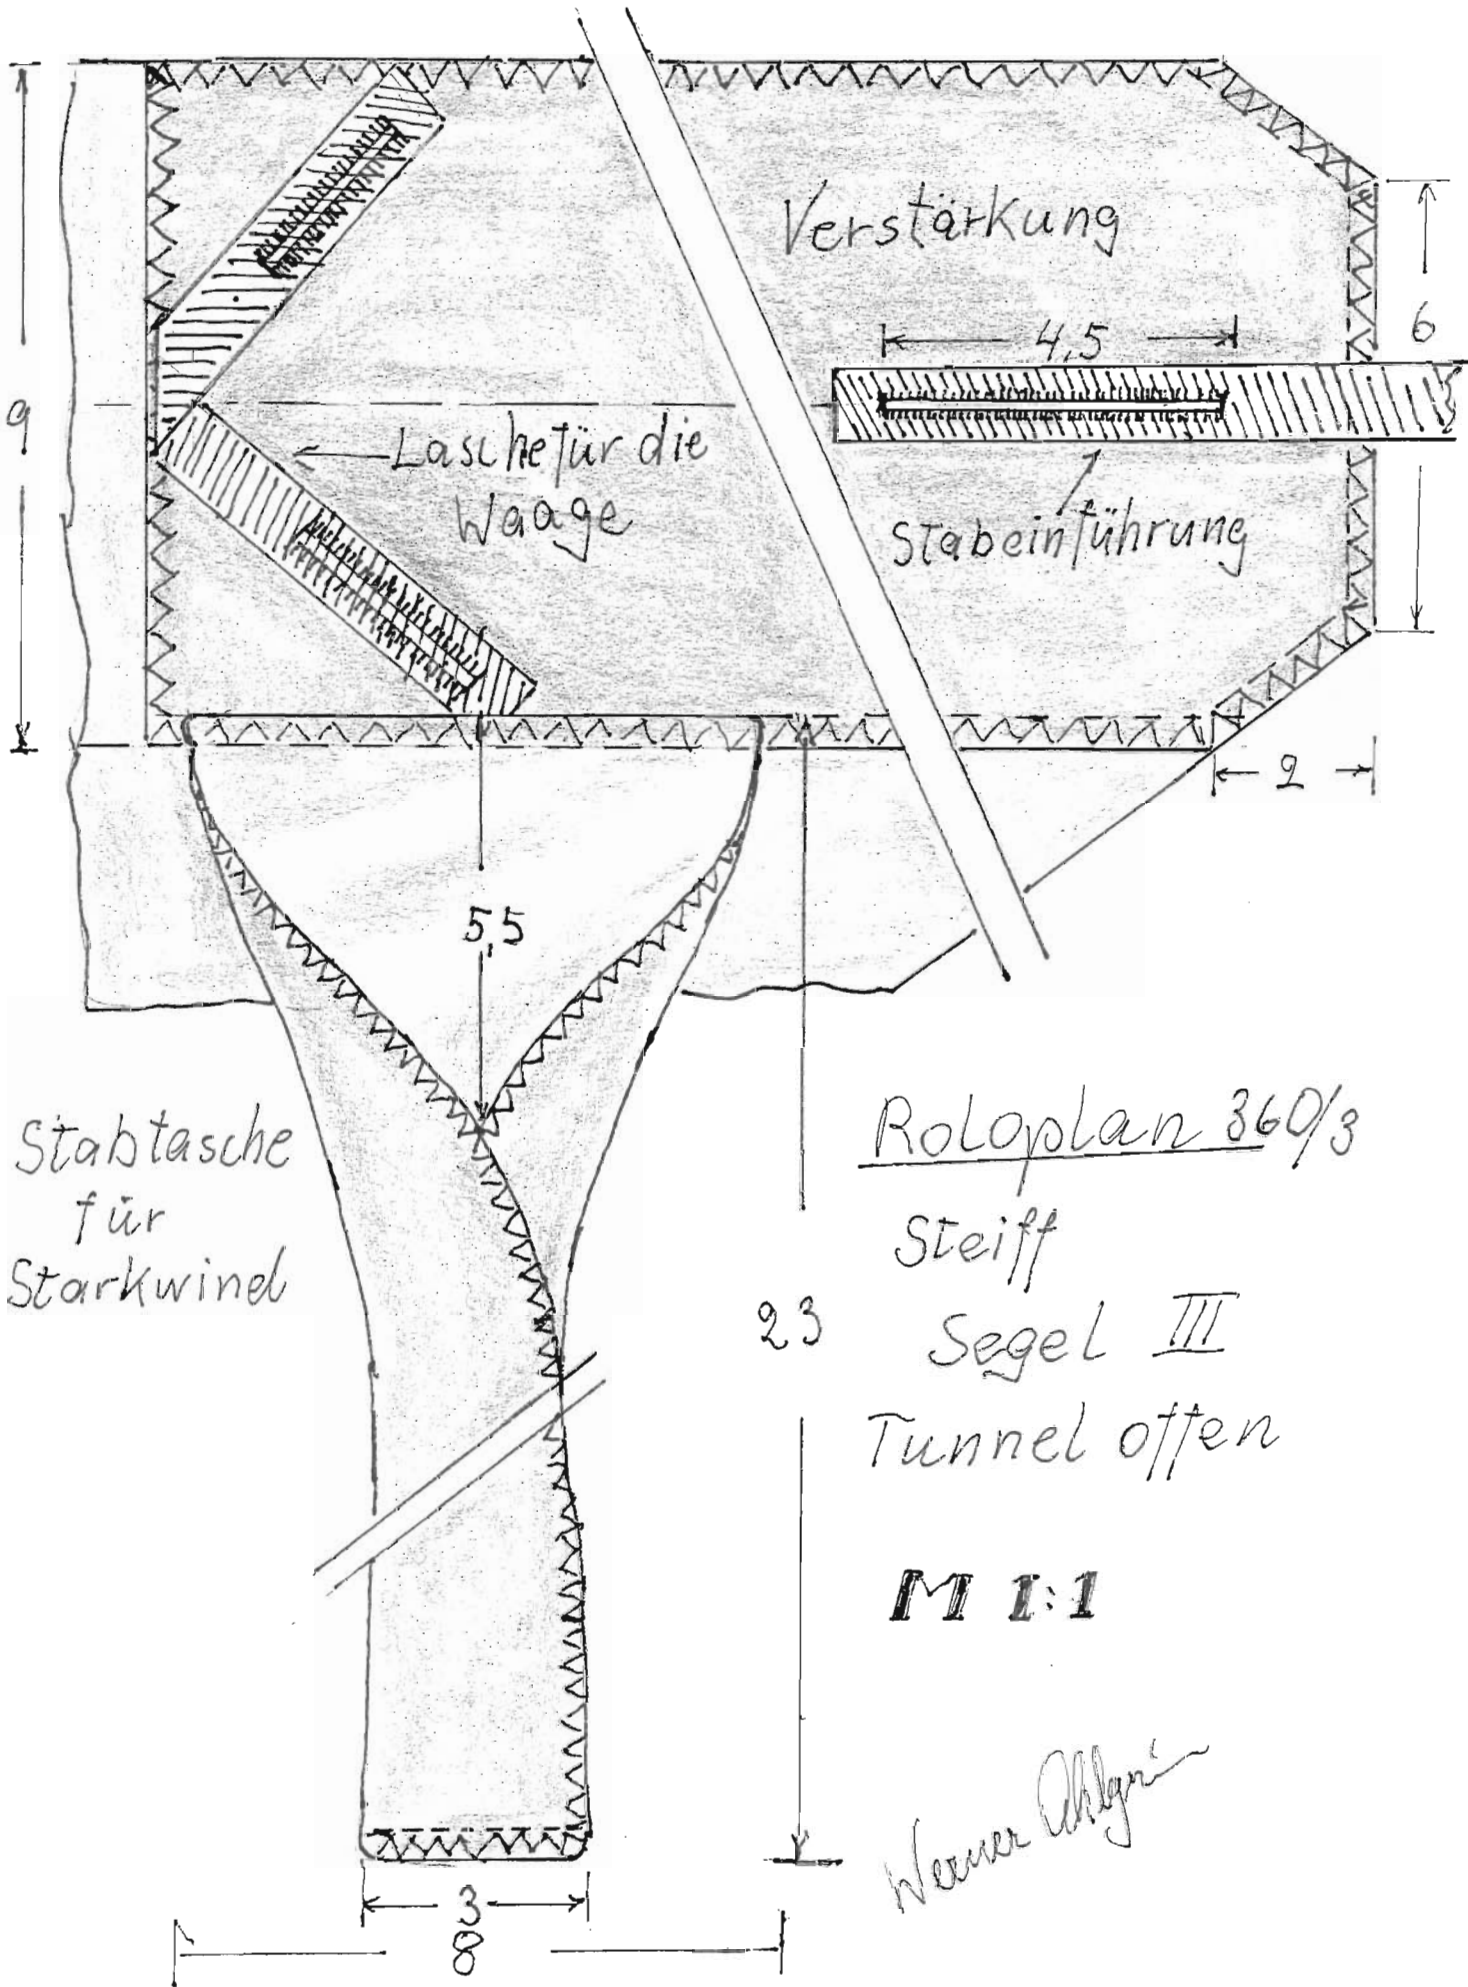 Verstärkung
4,5
6
9
Lasche für die
Waage
Stabeinführung
2
5,5
Stabtasche
für
Starkwind
Roloplan 360/3
Steiff
Segel III
Tunnel offen
23
M 1:1
Werner
3
8